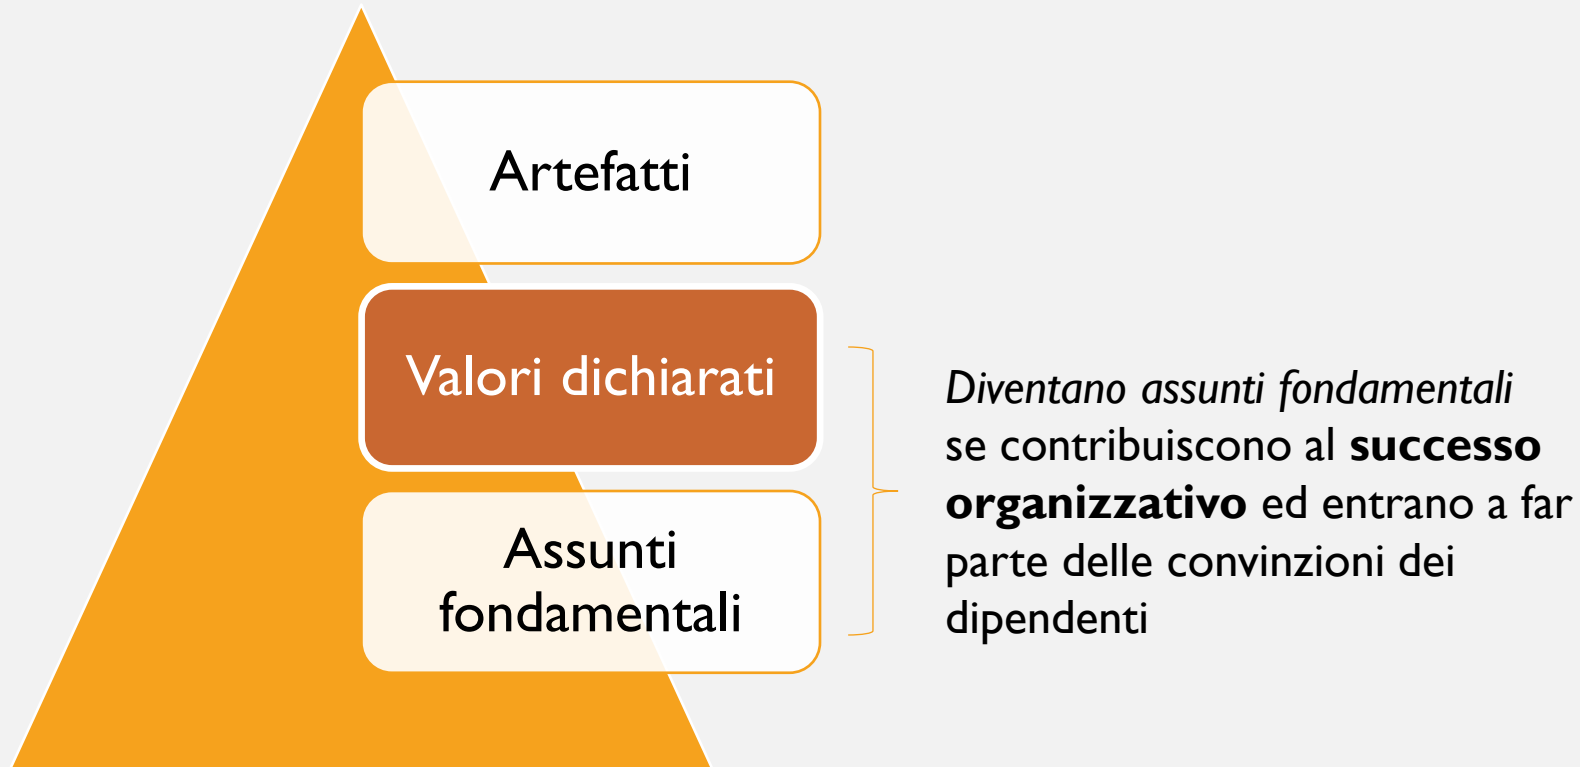 Artefatti
Valori dichiarati
Assunti
fondamentali
Diventano assunti fondamentali
se contribuiscono al successo
organizzativo ed entrano a far
parte delle convinzioni dei
dipendenti